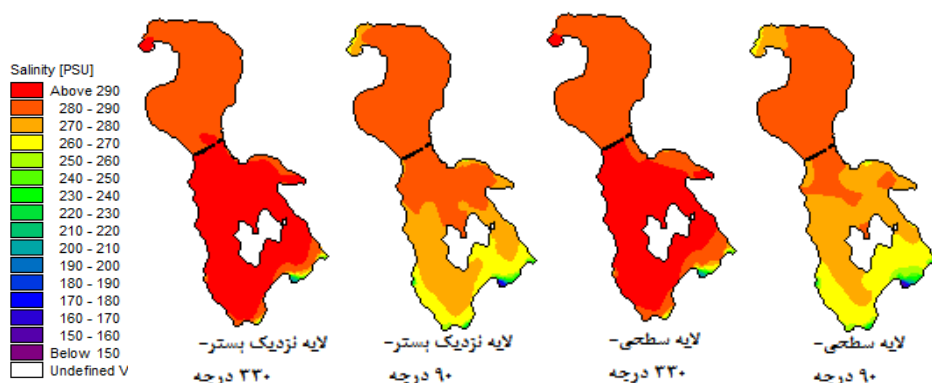 Salinity [PSU]
Above 290
280 - 290
270 - 280
260 - 270
250 - 260
240 - 250
230 - 240
220 - 230
210 - 220
200 - 210
190 - 200
180 - 190
170 - 180
160 - 170
150 - 160
Below 150
Undefined V
لایه نزدیک بستر-
۳۳۰ درجه
لایه نزدیک بستر-
۹۰ درجه
لایه سطحی-
۳۳۰ درجه
لایه سطحی-
۹۰ درجه